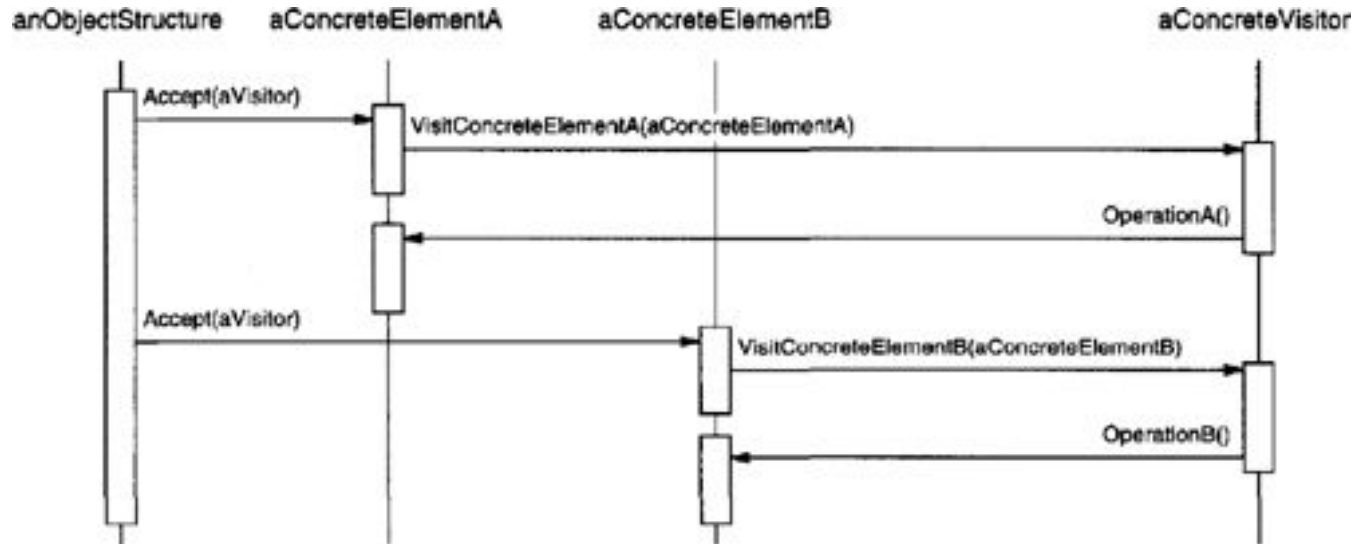 anObjectStructure aConcreteElementA aConcreteElementB aConcreteVisitor
Accept(aVisitor)
VisitConcreteElementA(aConcreteElementA)
OperationA()
Accept(aVisitor)
VisitConcreteElementB(aConcreteElementB)
OperationB()